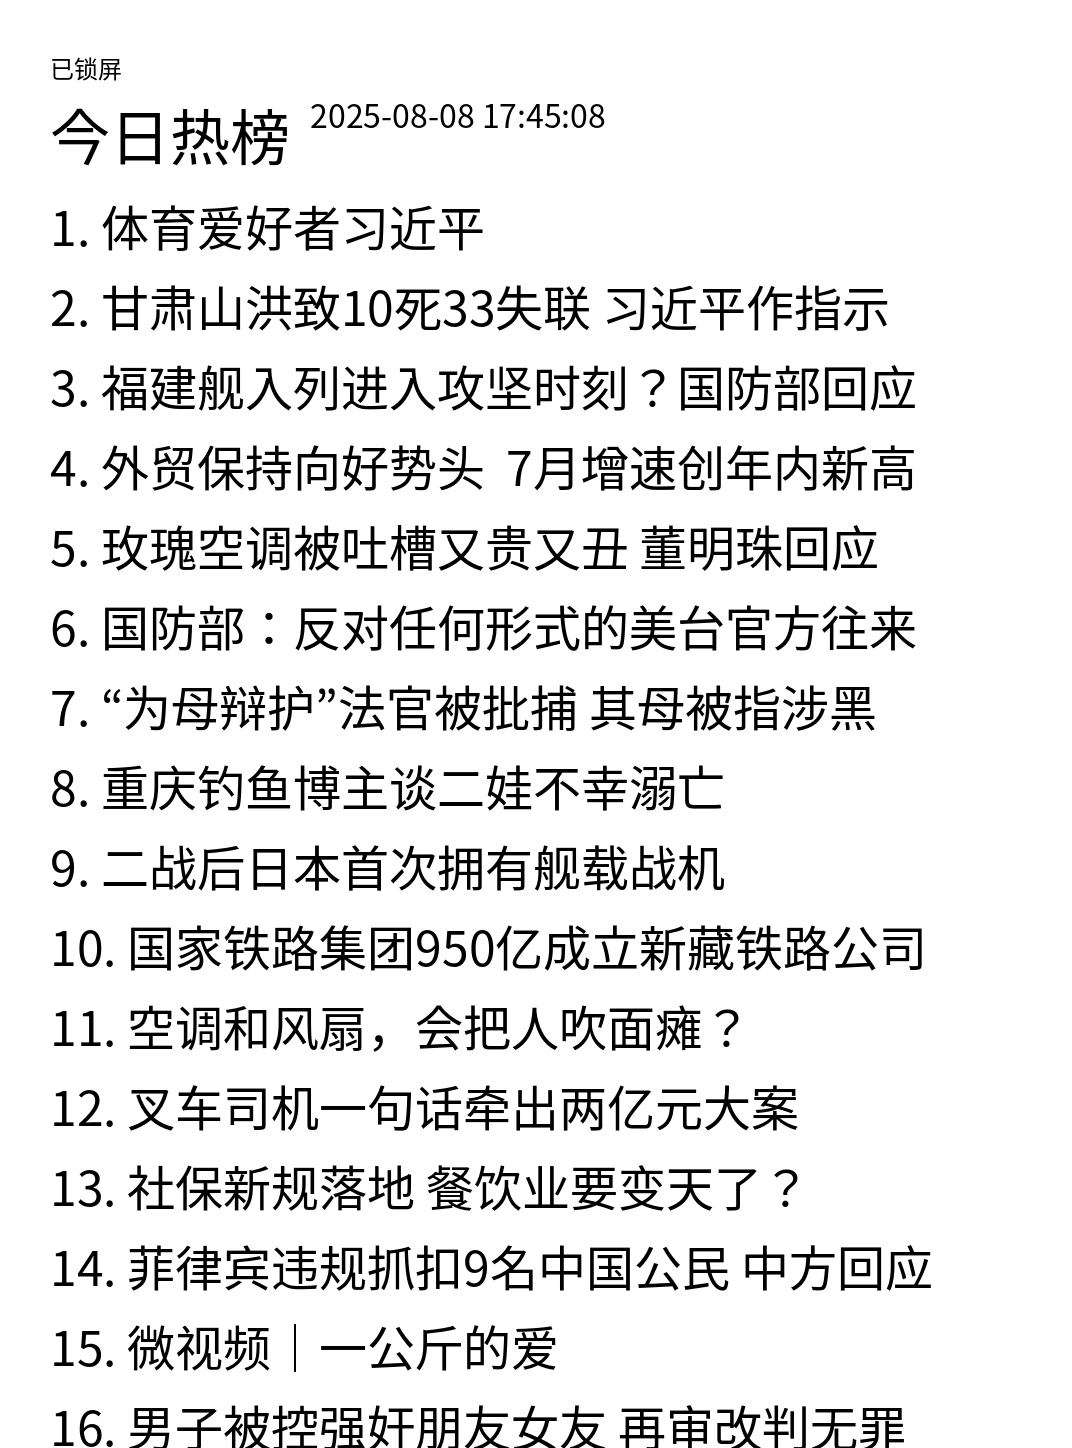 已锁屏
今日热榜 2025-08-08 17:45:08
1. 体育爱好者习近平
2. 甘肃山洪致10死33失联 习近平作指示
3. 福建舰入列进入攻坚时刻？国防部回应
4. 外贸保持向好势头 7月增速创年内新高
5. 玫瑰空调被吐槽又贵又丑 董明珠回应
6. 国防部：反对任何形式的美台官方往来
7. “为母辩护”法官被批捕 其母被指涉黑
8. 重庆钓鱼博主谈二娃不幸溺亡
9. 二战后日本首次拥有舰载战机
10. 国家铁路集团950亿成立新藏铁路公司
11. 空调和风扇，会把人吹面瘫？
12. 叉车司机一句话牵出两亿元大案
13. 社保新规落地 餐饮业要变天了？
14. 菲律宾违规抓扣9名中国公民 中方回应
15. 微视频｜一公斤的爱
16. 男子被控强奸朋友女友 再审改判无罪